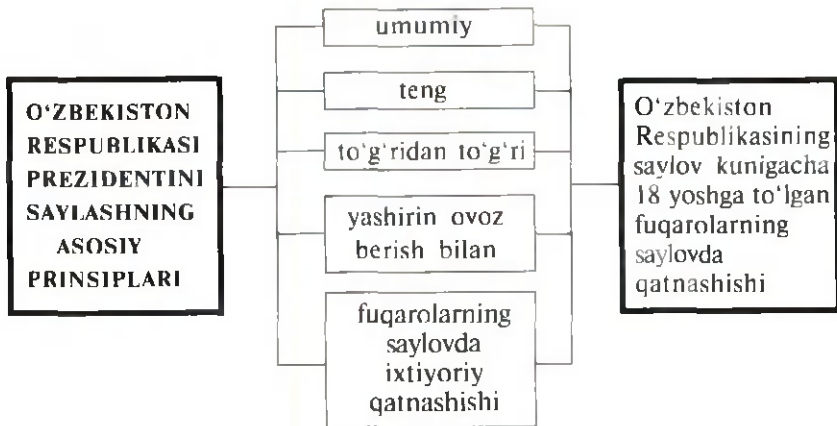 O‘ZBEKISTON
RESPUBLIKASI
PREZIDENTINI
SAYLASHNING
ASOSIY
PRINSIPLARI
umumiy
teng
to‘g‘ridan to‘g‘ri
yashirin ovoz
berish bilan
fuqarolarning
saylovda
ixtiyoriy
qatnashishi
O‘zbekiston
Respublikasining
saylov kunigacha
18 yoshga to‘lgan
fuqarolarning
saylovda
qatnashishi